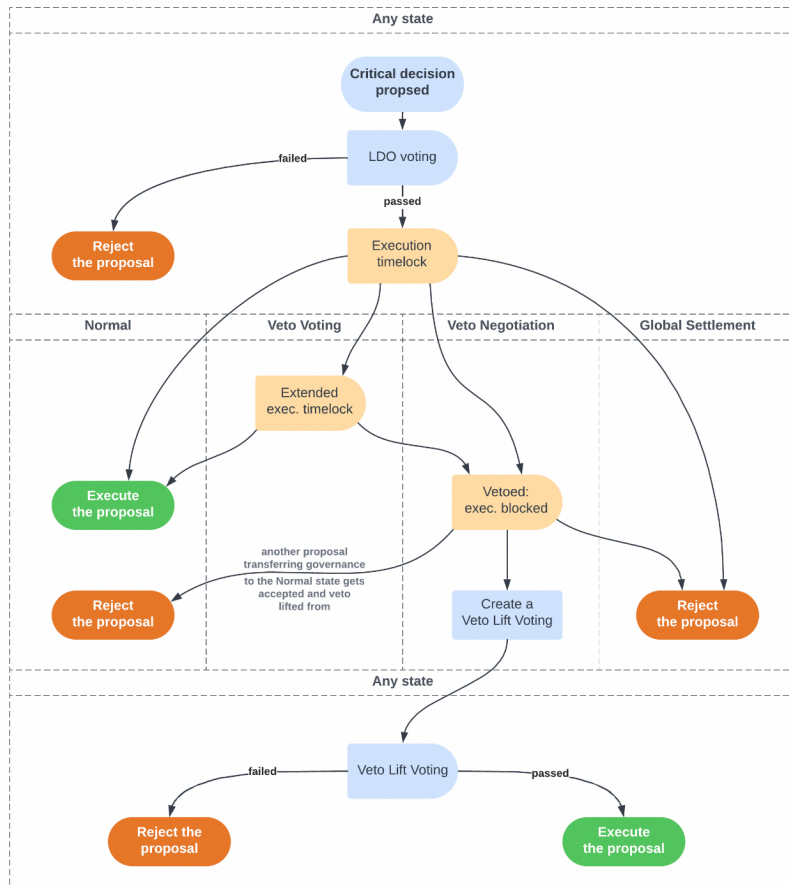 Any state
Critical decision
propsed
LDO voting
failed
passed
Reject
the proposal
Execution
timelock
Normal
Veto Voting
Veto Negotiation
Global Settlement
Extended
exec. timelock
Execute
the proposal
Vetoed:
exec. blocked
another proposal
transferring governance
to the Normal state gets
accepted and veto
lifted from
Reject
the proposal
Create a
Veto Lift Voting
Reject
the proposal
Any state
Veto Lift Voting
failed
passed
Reject the
proposal
Execute
the proposal